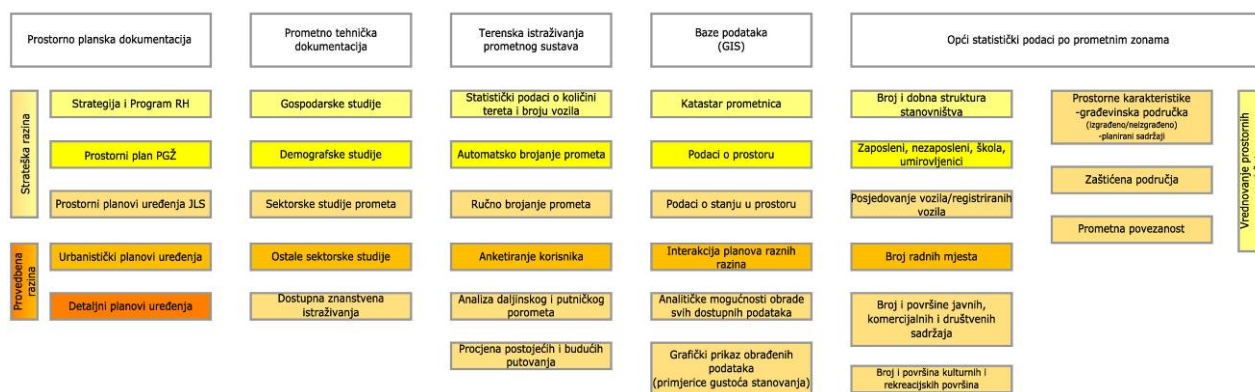 Prostorno planska dokumentacija
Prometno tehnička
dokumentacija
Terenska istraživanja
prometnog sustava
Baze podataka
(GIS)
Opći statistički podaci po prometnim zonama
Strateška razina
Strategija i Program RH
Prostorni plan PGŽ
Prostorni planovi uređenja JLS
Provedbena
razina
Urbanistički planovi uređenja
Detaljni planovi uređenja
Gospodarske studije
Demografske studije
Sektorske studije prometa
Ostale sektorske studije
Dostupna znanstvena
istraživanja
Statistički podaci o količini
tereta i broju vozila
Automatsko brojanje prometa
Ručno brojanje prometa
Anketiranje korisnika
Analiza daljinskog i putničkog
porometa
Procjena postojećih i budućih
putovanja
Katastar prometnica
Podaci o prostoru
Podaci o stanju u prostoru
Interakcija planova raznih
razina
Analitičke mogućnosti obrade
svih dostupnih podataka
Grafički prikaz obrađenih
podataka
(primjerice gustoća stanovanja)
Broj i dobna struktura
stanovništva
Zaposleni, nezaposleni, škola,
umirovljenici
Posjedovanje vozila/registriranih
vozila
Broj radnih mjesta
Broj i površine javnih,
komercijalnih i društvenih
sadržaja
Broj i površina kulturnih i
rekreacijskih površina
Prostorne karakteristike
-građevinska područka
(izgrađeno/neizgrađeno)
-planirani sadržaji
Zaštićena područja
Prometna povezanost
Vrednovanje prostornih